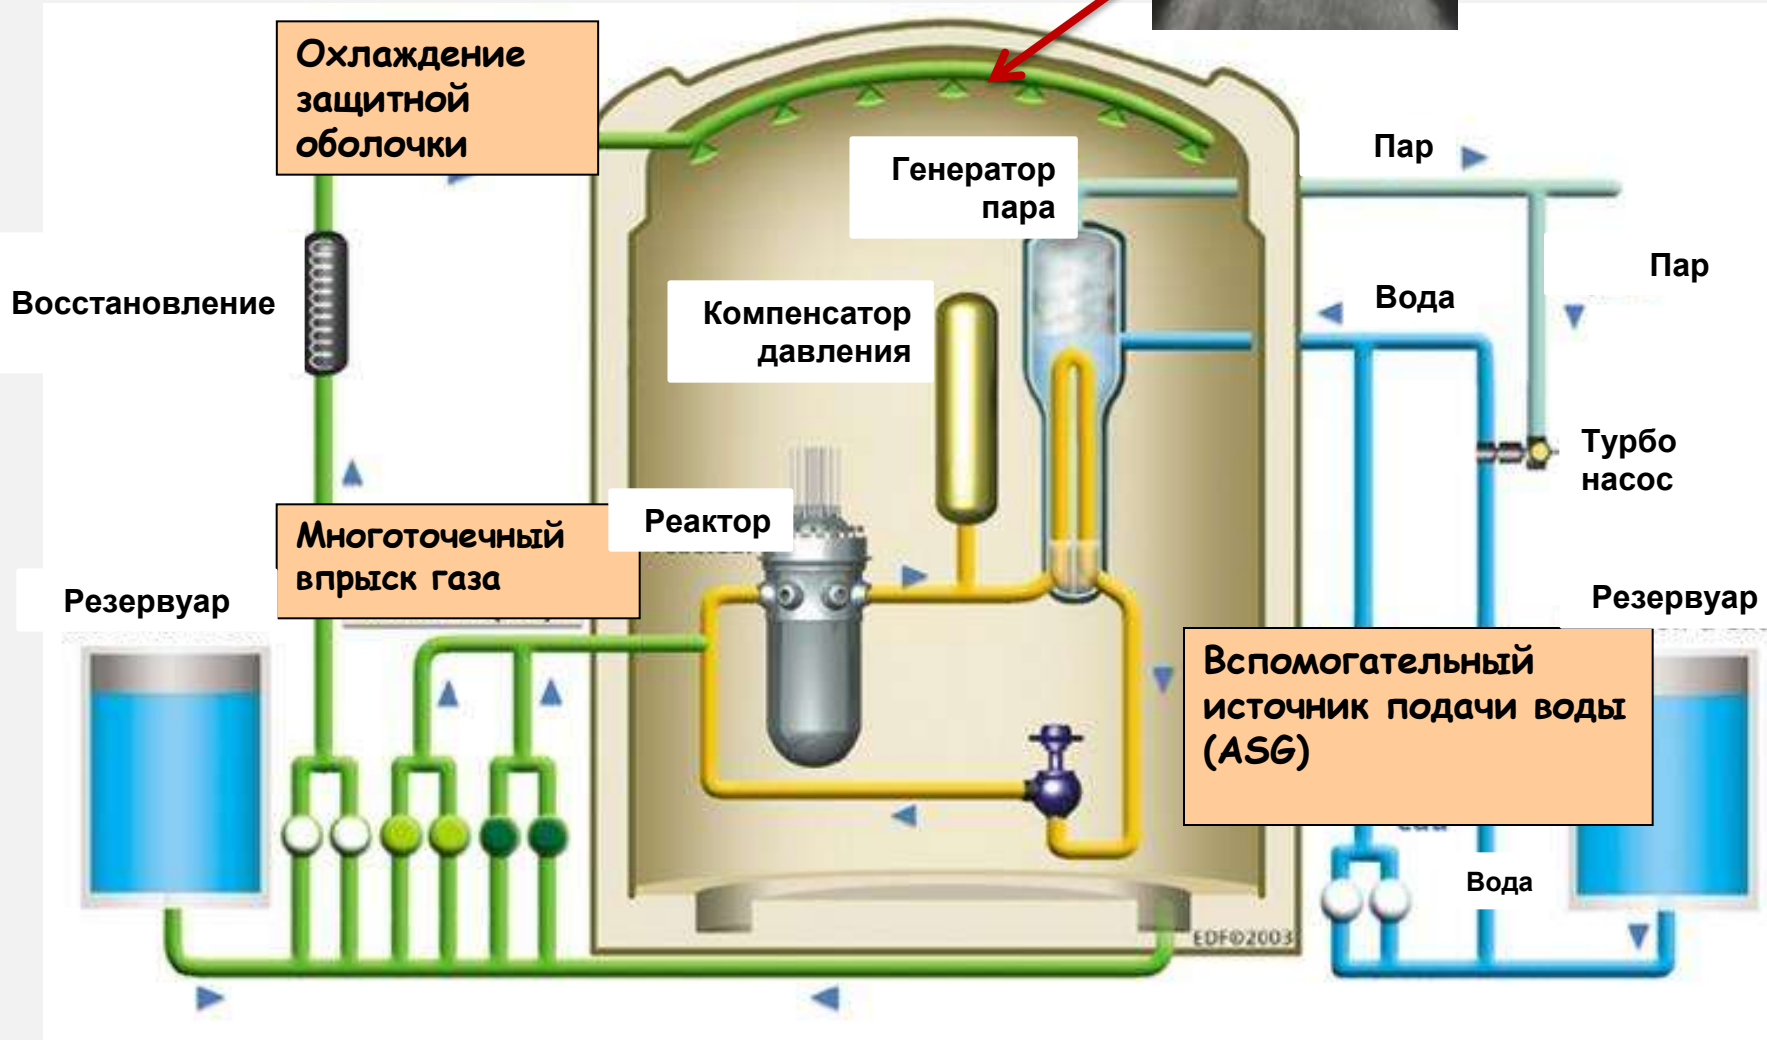 Охлаждение
защитной
оболочки
Генератор
пара
Пар
Пар
Восстановление
Компенсатор
давления
Вода
Турбо
насос
Многоточечный
впрыск газа
Реактор
Резервуар
Резервуар
Вспомогательный
источник подачи воды
(ASG)
Вода
EDF©2003